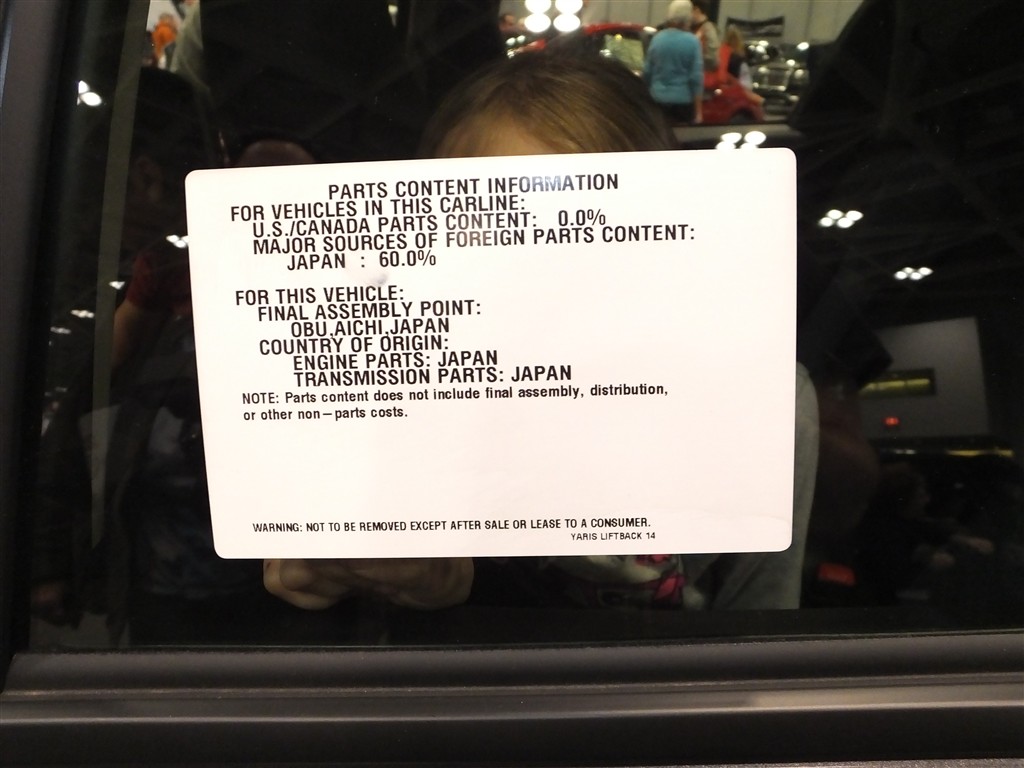 PARTS CONTENT INFORMATION
FOR VEHICLES IN THIS CARLINE:
U.S./CANADA PARTS CONTENT: 0.0%
MAJOR SOURCES OF FOREIGN PARTS CONTENT:
JAPAN : 60.0%
FOR THIS VEHICLE:
FINAL ASSEMBLY POINT:
OBU,AICHI,JAPAN
COUNTRY OF ORIGIN:
ENGINE PARTS: JAPAN
TRANSMISSION PARTS: JAPAN
NOTE: Parts content does not include final assembly, distribution,
or other non-parts costs.
WARNING: NOT TO BE REMOVED EXCEPT AFTER SALE OR LEASE TO A CONSUMER.
YARIS LIFTBACK 14